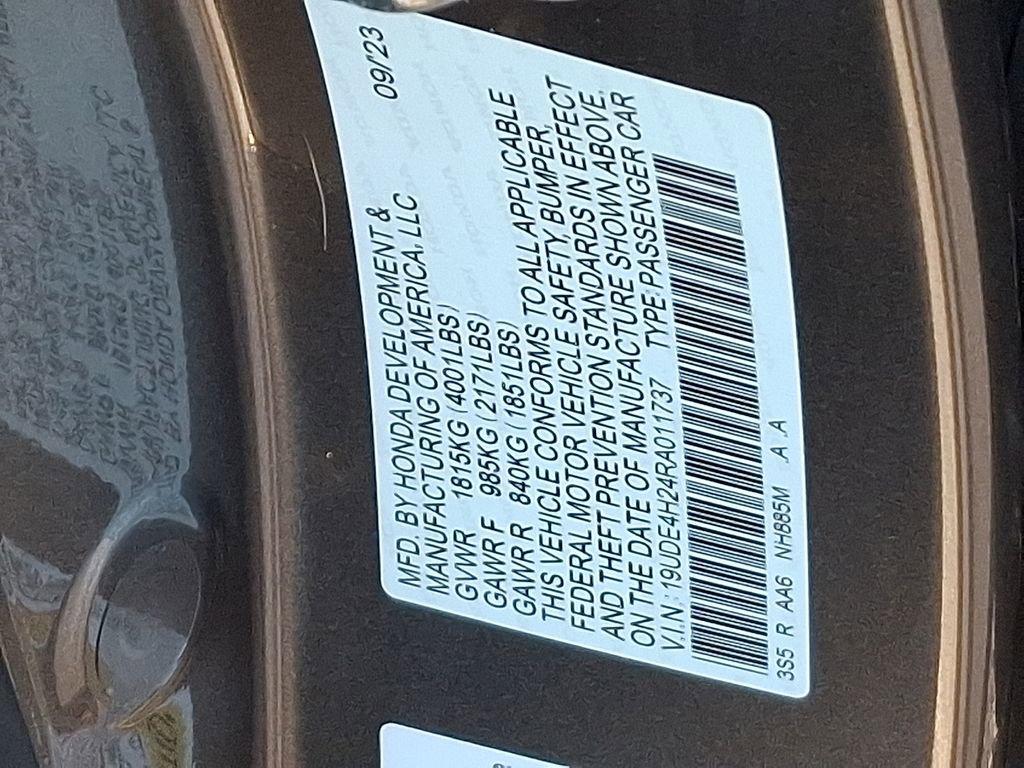 MFD. BY HONDA DEVELOPMENT &
MANUFACTURING OF AMERICA, LLC 09/'23
GVWR 1815KG (4001LBS)
GAWR F 985KG (2171LBS)
GAWR R 840KG (1851LBS)
THIS VEHICLE CONFORMS TO ALL APPLICABLE
FEDERAL MOTOR VEHICLE SAFETY, BUMPER,
AND THEFT PREVENTION STANDARDS IN EFFECT
ON THE DATE OF MANUFACTURE SHOWN ABOVE.
V.I.N.: 19UDE4H24RA011737 TYPE: PASSENGER CAR
3S5 R AA6 NH885M A A